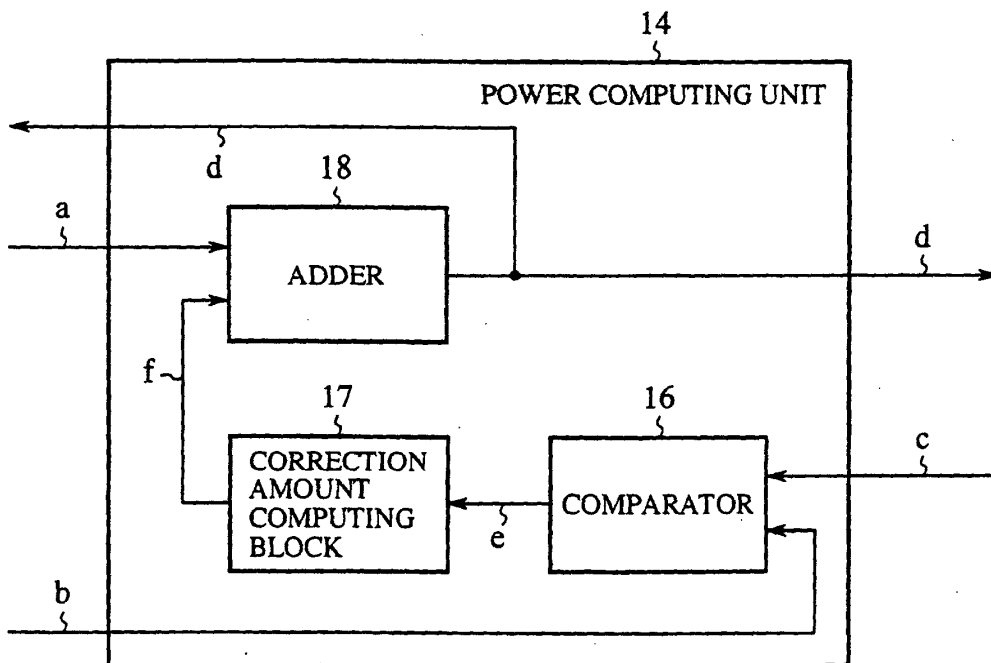 14
POWER COMPUTING UNIT
d
18
a
ADDER
d
f
17
16
c
CORRECTION
AMOUNT
COMPUTING
BLOCK
COMPARATOR
e
b